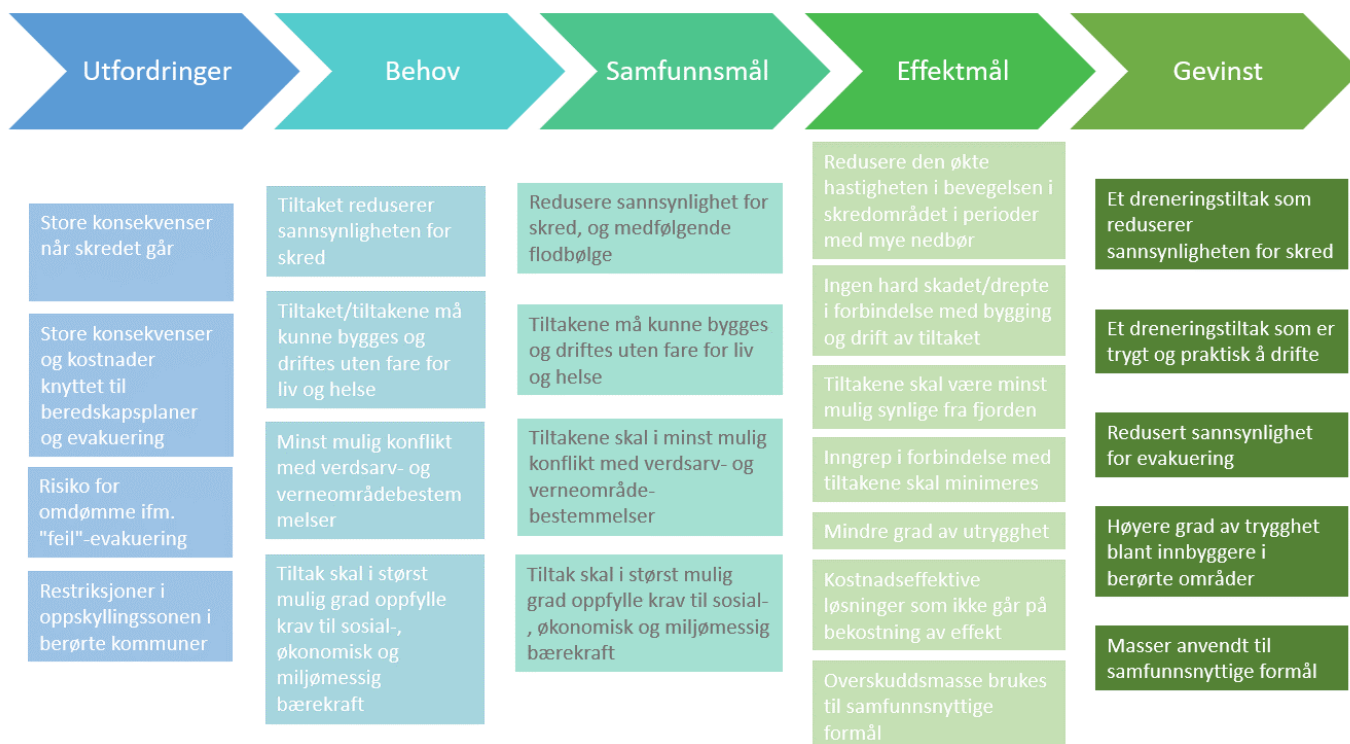 Utfordringer
Behov
Samfunnsmål
Effektmål
Gevinst
Store konsekvenser
når skredet går
Store konsekvenser
og kostnader
knyttet til
beredskapsplaner
og evakuering
Risiko for
omdømme ifm.
"feil"-evakuering
Restriksjoner i
oppskyllingssonen i
berørte kommuner
Tiltaket reduserer
sannsynligheten for
skred
Tiltaket/tiltakene må
kunne bygges og
driftes uten fare for
liv og helse
Minst mulig konflikt
med verdsarv- og
verneområdebestem
melser
Tiltak skal i størst
mulig grad oppfylle
krav til sosial-,
økonomisk og
miljømessig
bærekraft
Redusere sannsynlighet for
skred, og medfølgende
flodbølge
Tiltakene må kunne bygges
og driftes uten fare for liv
og helse
Tiltakene skal i minst mulig
konflikt med verdsarv- og
verneområde-
bestemmelser
Tiltak skal i størst mulig
grad oppfylle krav til sosial-
, økonomisk og miljømessig
bærekraft
Redusere den økte
hastigheten i bevegelsen i
skredområdet i perioder
med mye nedbør
Ingen hard skadet/drepte
i forbindelse med bygging
og drift av tiltaket
Tiltakene skal være minst
mulig synlige fra fjorden
Inngrep i forbindelse med
tiltakene skal minimeres
Mindre grad av utrygghet
Kostnadseffektive
løsninger som ikke går på
bekostning av effekt
Overskuddsmasse brukes
til samfunnsnyttige
formål
Et dreneringstiltak som
reduserer
sannsynligheten for skred
Et dreneringstiltak som er
trygt og praktisk å drifte
Redusert sannsynlighet
for evakuering
Høyere grad av trygghet
blant innbyggere i
berørte områder
Masser anvendt til
samfunnsnyttige formål